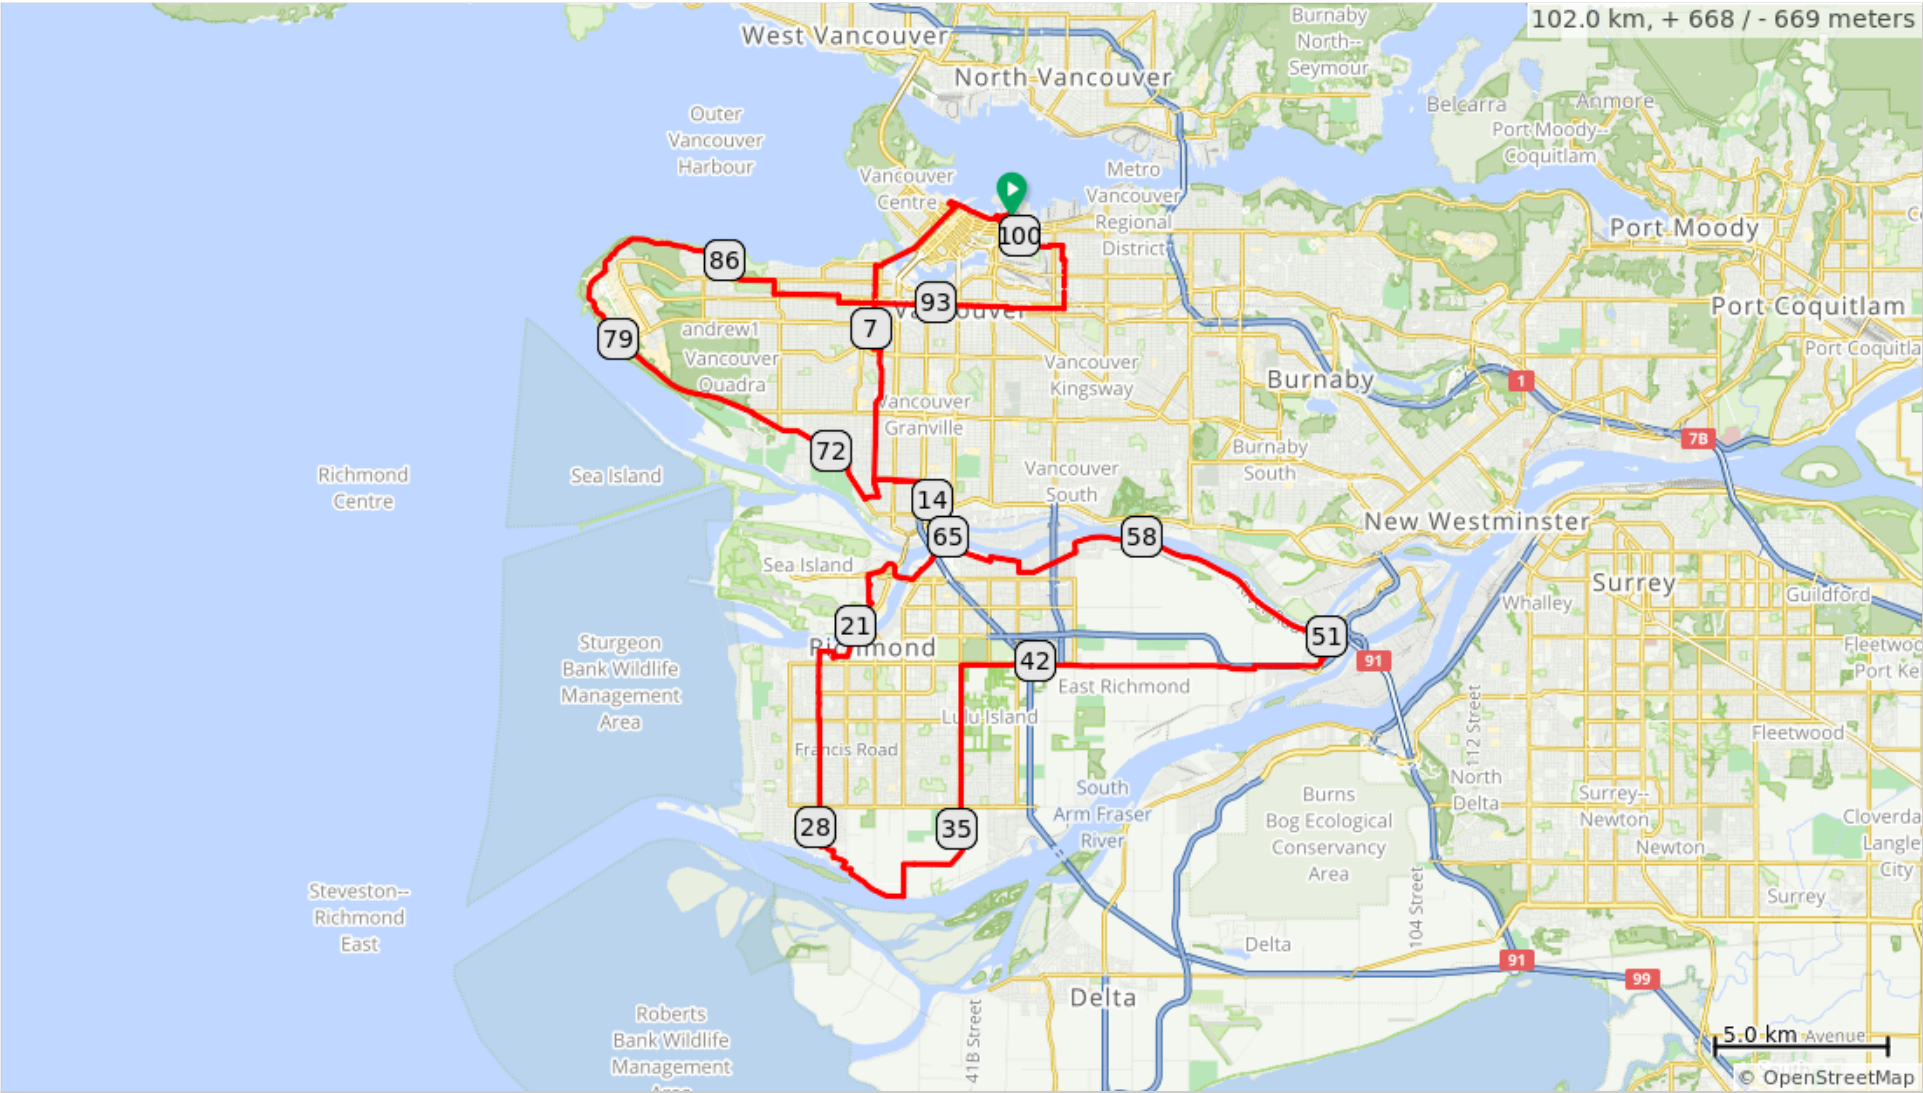 102.0 km, + 668 / - 669 meters
West Vancouver
Burnaby
North--
Seymour
North Vancouver
Belcarra
Anmore
Outer
Vancouver
Harbour
Port Moody--
Coquitlam
Vancouver
Centre
Metro
Vancouver
Regional
District
Port Moody
100
86
93
Port Coquitlam
7
andrew1
Vancouver
Quadra
79
Vancouver
Kingsway
Burnaby
1
Port Coquitla
Vancouver
Granville
72
7B
Burnaby
South
Richmond
Centre
Sea Island
Vancouver
South
14
New Westminster
65
58
Sea Island
Surrey
Whalley
Guildford
21
51
Sturgeon
Bank Wildlife
Management
Area
42
91
East Richmond
Fleetwoo
Port Ke
Lulu Island
112 Street
Francis Road
Fleetwood
North
Delta
South
Arm Fraser
River
Burns
Bog Ecological
Conservancy
Area
Surrey--
Newton
28
35
Cloverda
Langle
City
Newton
Steveston--
Richmond
East
Surrey
104 Street
Delta
91
99
Delta
Roberts
Bank Wildlife
Management
41B Street
5.0 km
Avenue
© OpenStreetMap